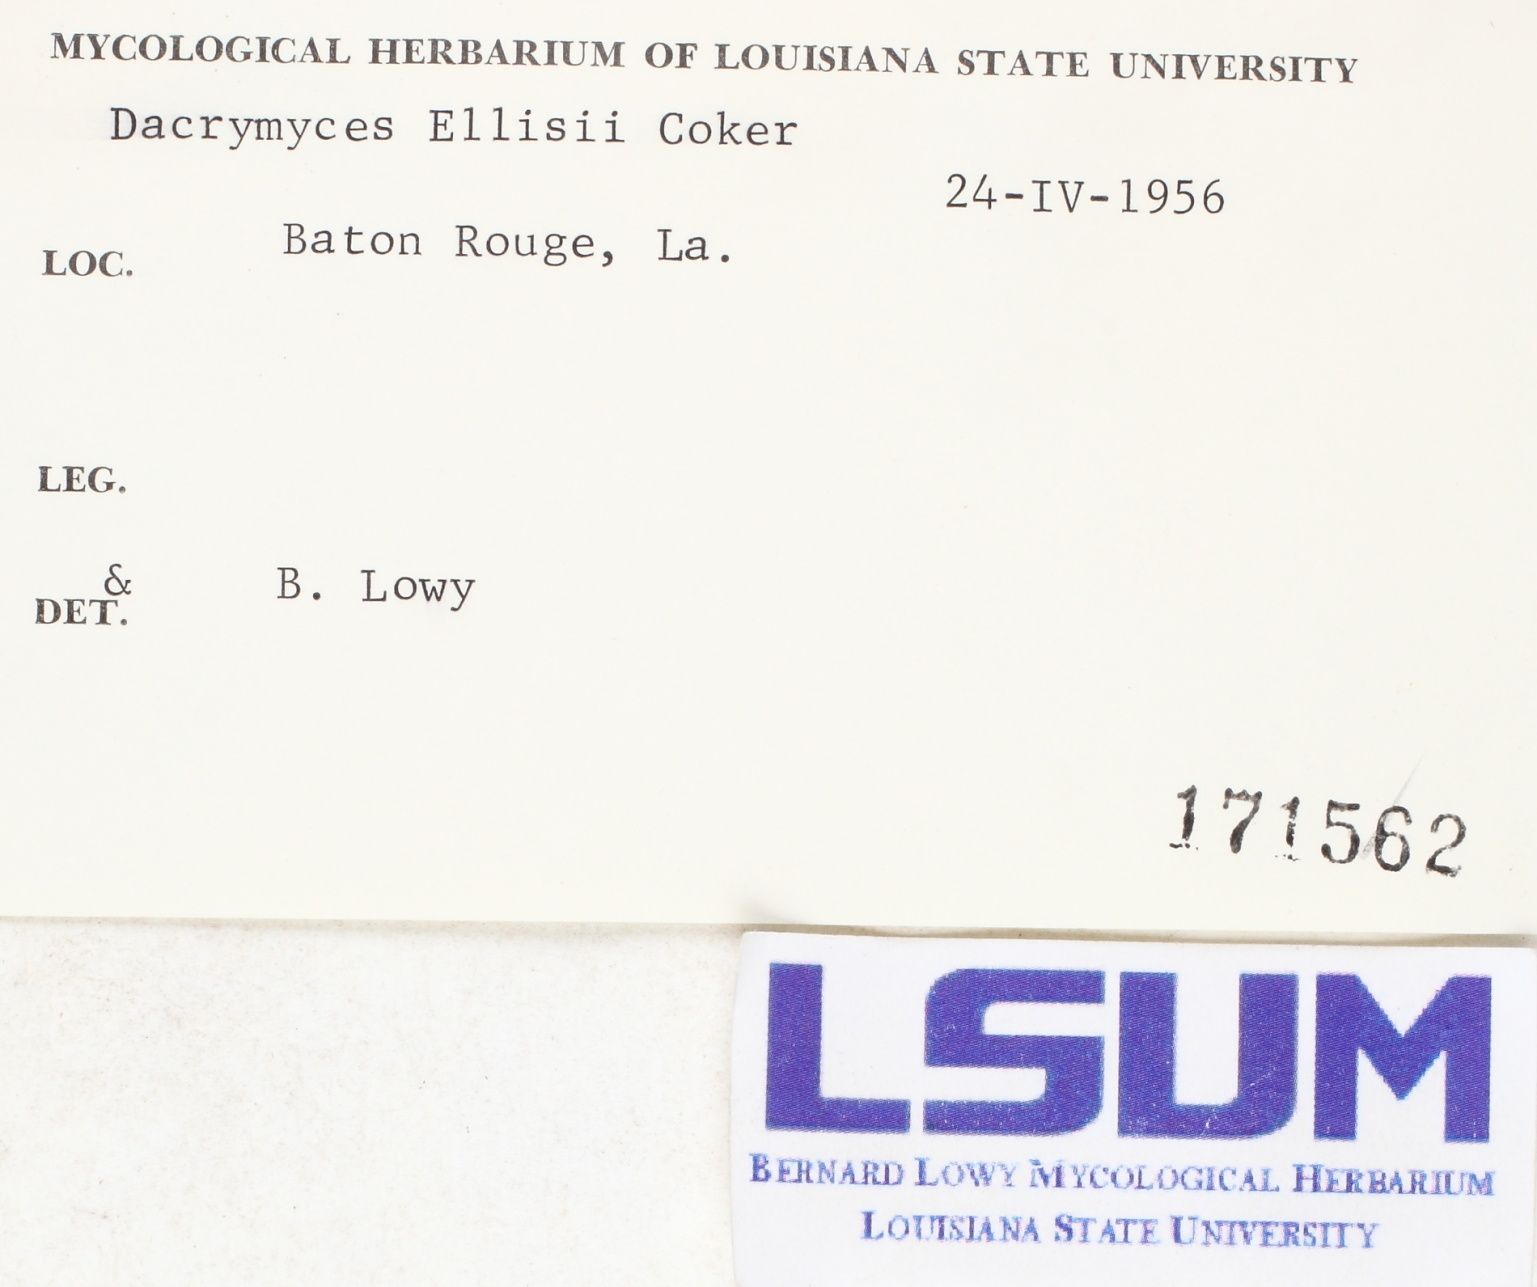 MYCOLOGICAL HERBARIUM OF LOUISIANA STATE UNIVERSITY
Dacrymyces Ellisii Coker
24-IV-1956
LOC. Baton Rouge, La.
LEG.
&
DET. B. Lowy
171562
LSUM
BERNARD LOWY MYCOLOGICAL HERBARIUM
LOUISIANA STATE UNIVERSITY